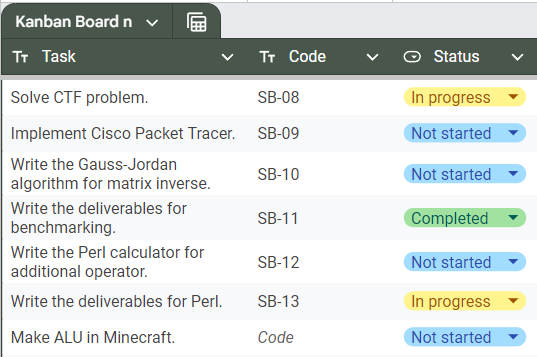 Kanban Board n
Task Code Status
Solve CTF problem. SB-08 In progress
Implement Cisco Packet Tracer. SB-09 Not started
Write the Gauss-Jordan
algorithm for matrix inverse. SB-10 Not started
Write the deliverables for
benchmarking. SB-11 Completed
Write the Perl calculator for
additional operator. SB-12 Not started
Write the deliverables for Perl. SB-13 In progress
Make ALU in Minecraft. Code Not started